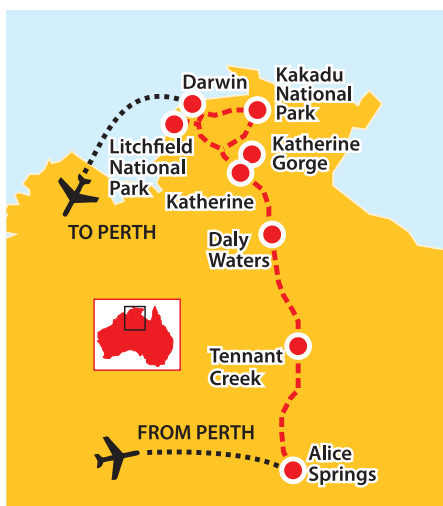 Darwin
Kakadu
National
Park
Litchfield
National
Park
Katherine
Gorge
Katherine
TO PERTH
Daly
Waters
Tennant
Creek
FROM PERTH
Alice
Springs